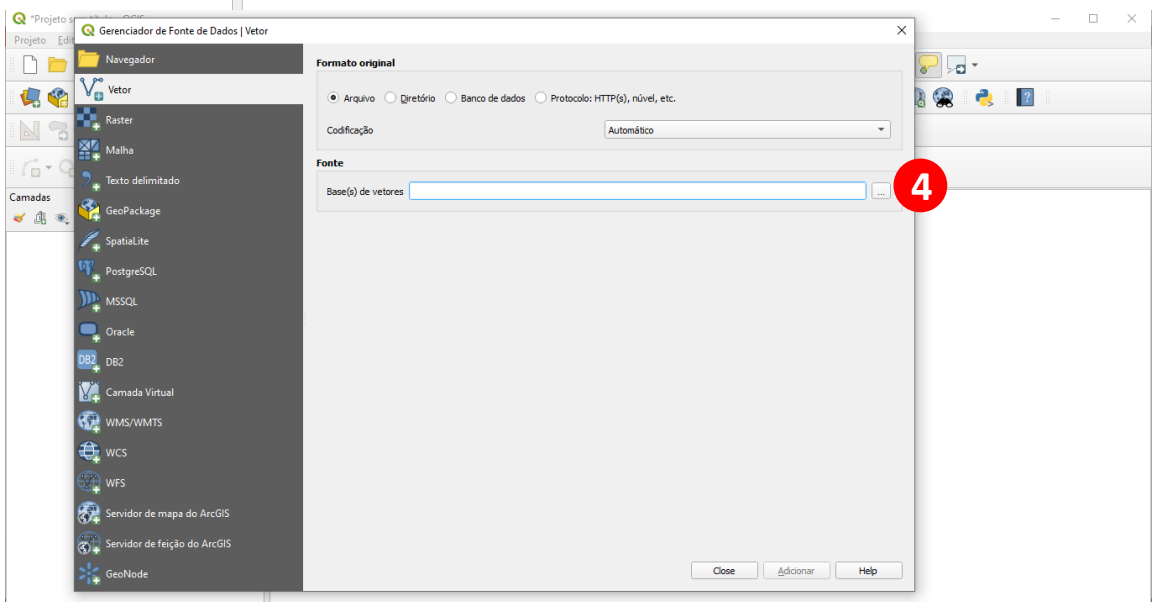 *Projeto s
Gerenciador de Fonte de Dados | Vetor
Projeto Edit
Navegador
Vetor
Raster
Malha
Texto delimitado
GeoPackage
SpatiaLite
PostgreSQL
MSSQL
Oracle
DB2
DB2
Camada Virtual
WMS/WMTS
WCS
WFS
Servidor de mapa do ArcGIS
Servidor de feição do ArcGIS
GeoNode
Camadas
Formato original
Arquivo Diretório Banco de dados Protocolo: HTTP(s), núvel, etc.
Codificação Automático
Fonte
Base(s) de vetores ...
4
Close Adicionar Help